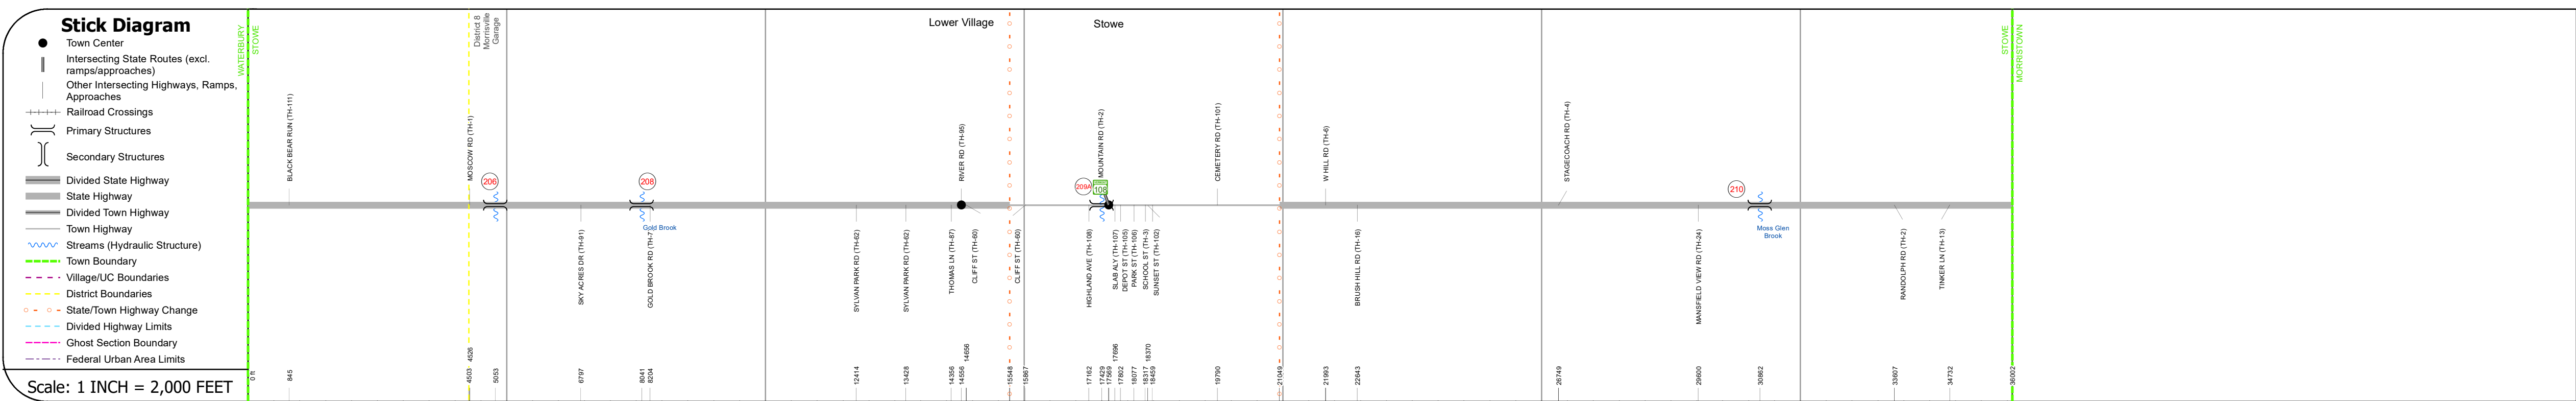 Stick Diagram
Town Center
Intersecting State Routes (excl.
ramps/approaches)
Other Intersecting Highways, Ramps,
Approaches
Railroad Crossings
Primary Structures
Secondary Structures
Divided State Highway
State Highway
Divided Town Highway
Town Highway
Streams (Hydraulic Structure)
Town Boundary
Village/UC Boundaries
District Boundaries
State/Town Highway Change
Divided Highway Limits
Ghost Section Boundary
Federal Urban Area Limits
Scale: 1 INCH = 2,000 FEET
WATERBURY
STOWE
District 8
Morrisville
Garage
Lower Village
Stowe
STOWE
MORRISTOWN
BLACK BEAR RUN (TH-111)
MOSCOW RD (TH-1)
RIVER RD (TH-95)
MOUNTAIN RD (TH-2)
CEMETERY RD (TH-101)
W HILL RD (TH-6)
STAGECOACH RD (TH-4)
206
208
209A
108
210
Gold Brook
Moss Glen
Brook
SKY ACRES DR (TH-91)
GOLD BROOK RD (TH-7
SYLVAN PARK RD (TH-62)
SYLVAN PARK RD (TH-62)
THOMAS LN (TH-87)
CLIFF ST (TH-60)
CLIFF ST (TH-60)
HIGHLAND AVE (TH-108)
SLAB ALY (TH-107)
DEPOT ST (TH-105)
PARK ST (TH-106)
SCHOOL ST (TH-3)
SUNSET ST (TH-102)
BRUSH HILL RD (TH-16)
MANSFIELD VIEW RD (TH-24)
RANDOLPH RD (TH-2)
TINKER LN (TH-13)
0 ft
845
4503
4526
5053
6797
8041
8204
12414
13428
14356
14556
14656
15548
15867
17162
17429
17569
17696
17802
18077
18317
18370
18459
19790
21049
21993
22643
26749
29600
30862
33607
34732
36002